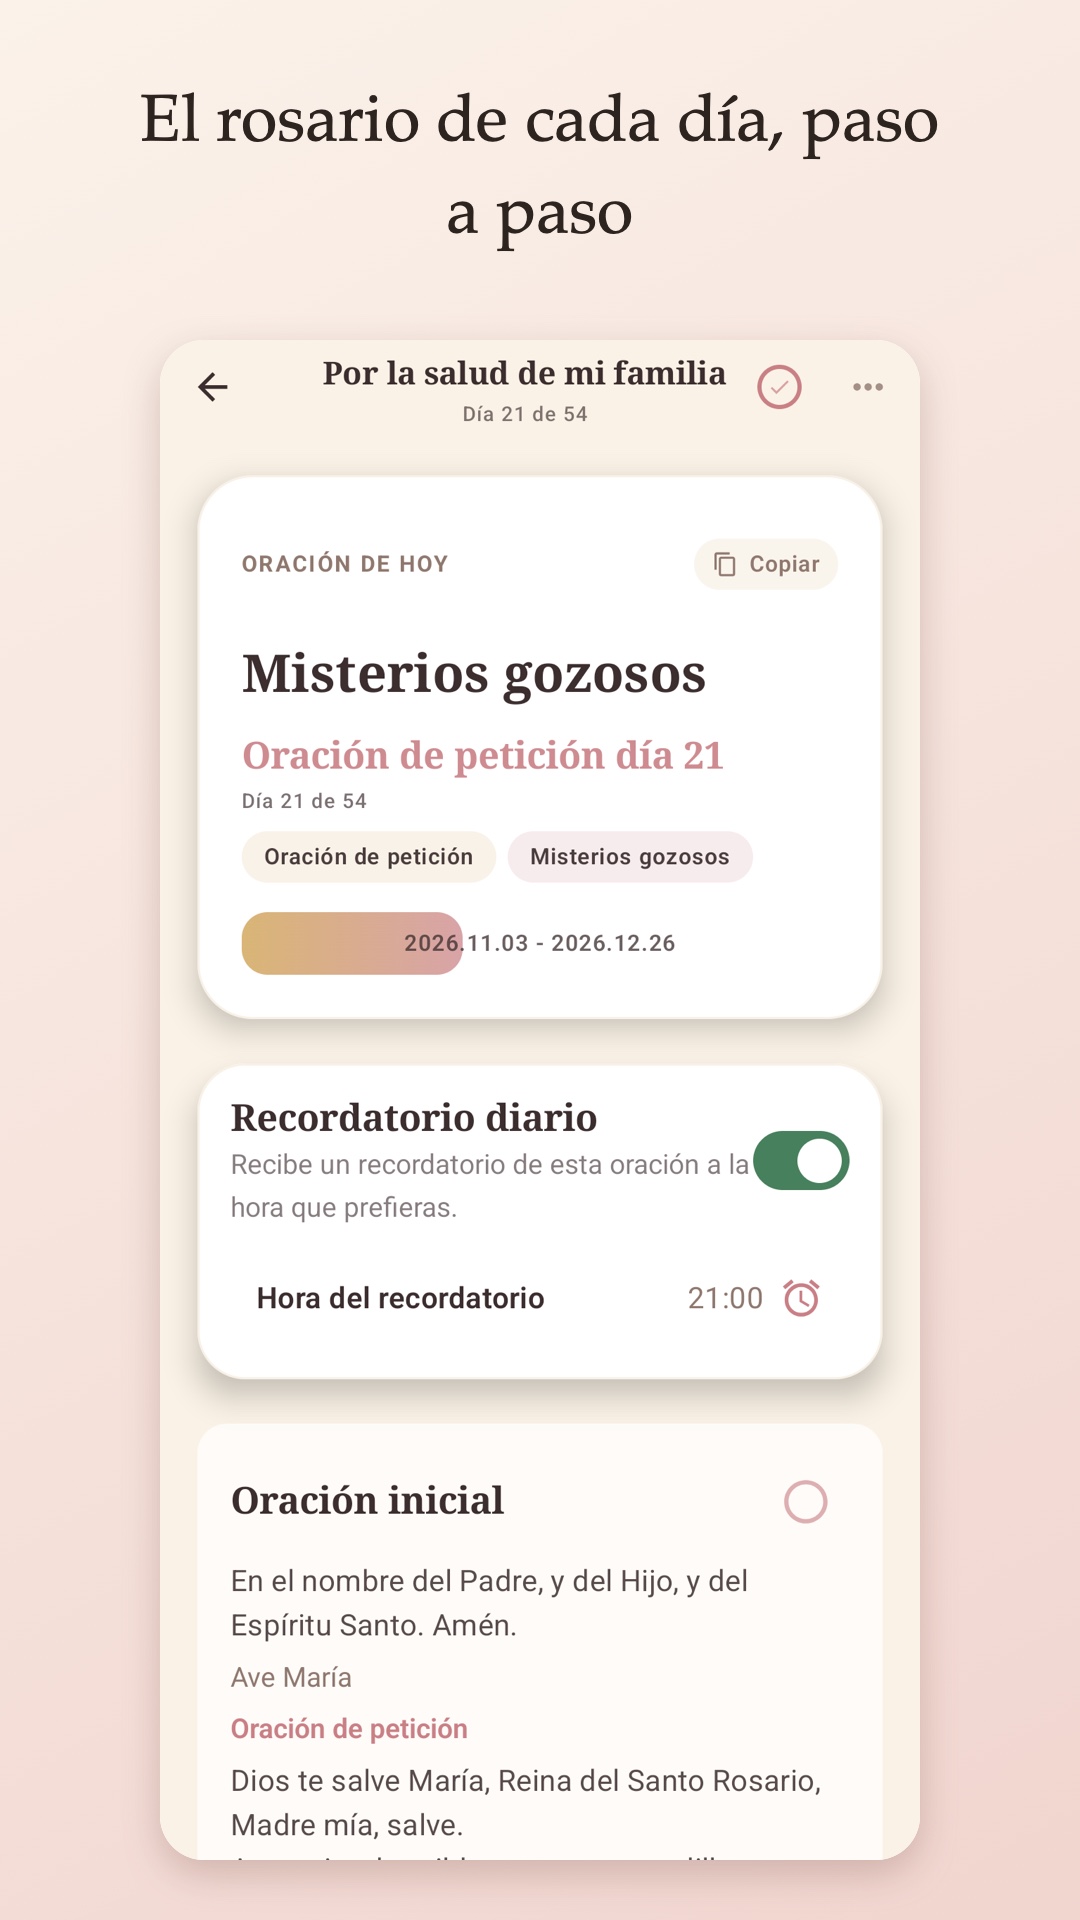 El rosario de cada día, paso
a paso
Por la salud de mi familia
Día 21 de 54
ORACIÓN DE HOY
Copiar
Misterios gozosos
Oración de petición día 21
Día 21 de 54
Oración de petición
Misterios gozosos
2026.11.03 - 2026.12.26
Recordatorio diario
Recibe un recordatorio de esta oración a la
hora que prefieras.
Hora del recordatorio
21:00
Oración inicial
En el nombre del Padre, y del Hijo, y del
Espíritu Santo. Amén.
Ave María
Oración de petición
Dios te salve María, Reina del Santo Rosario,
Madre mía, salve.